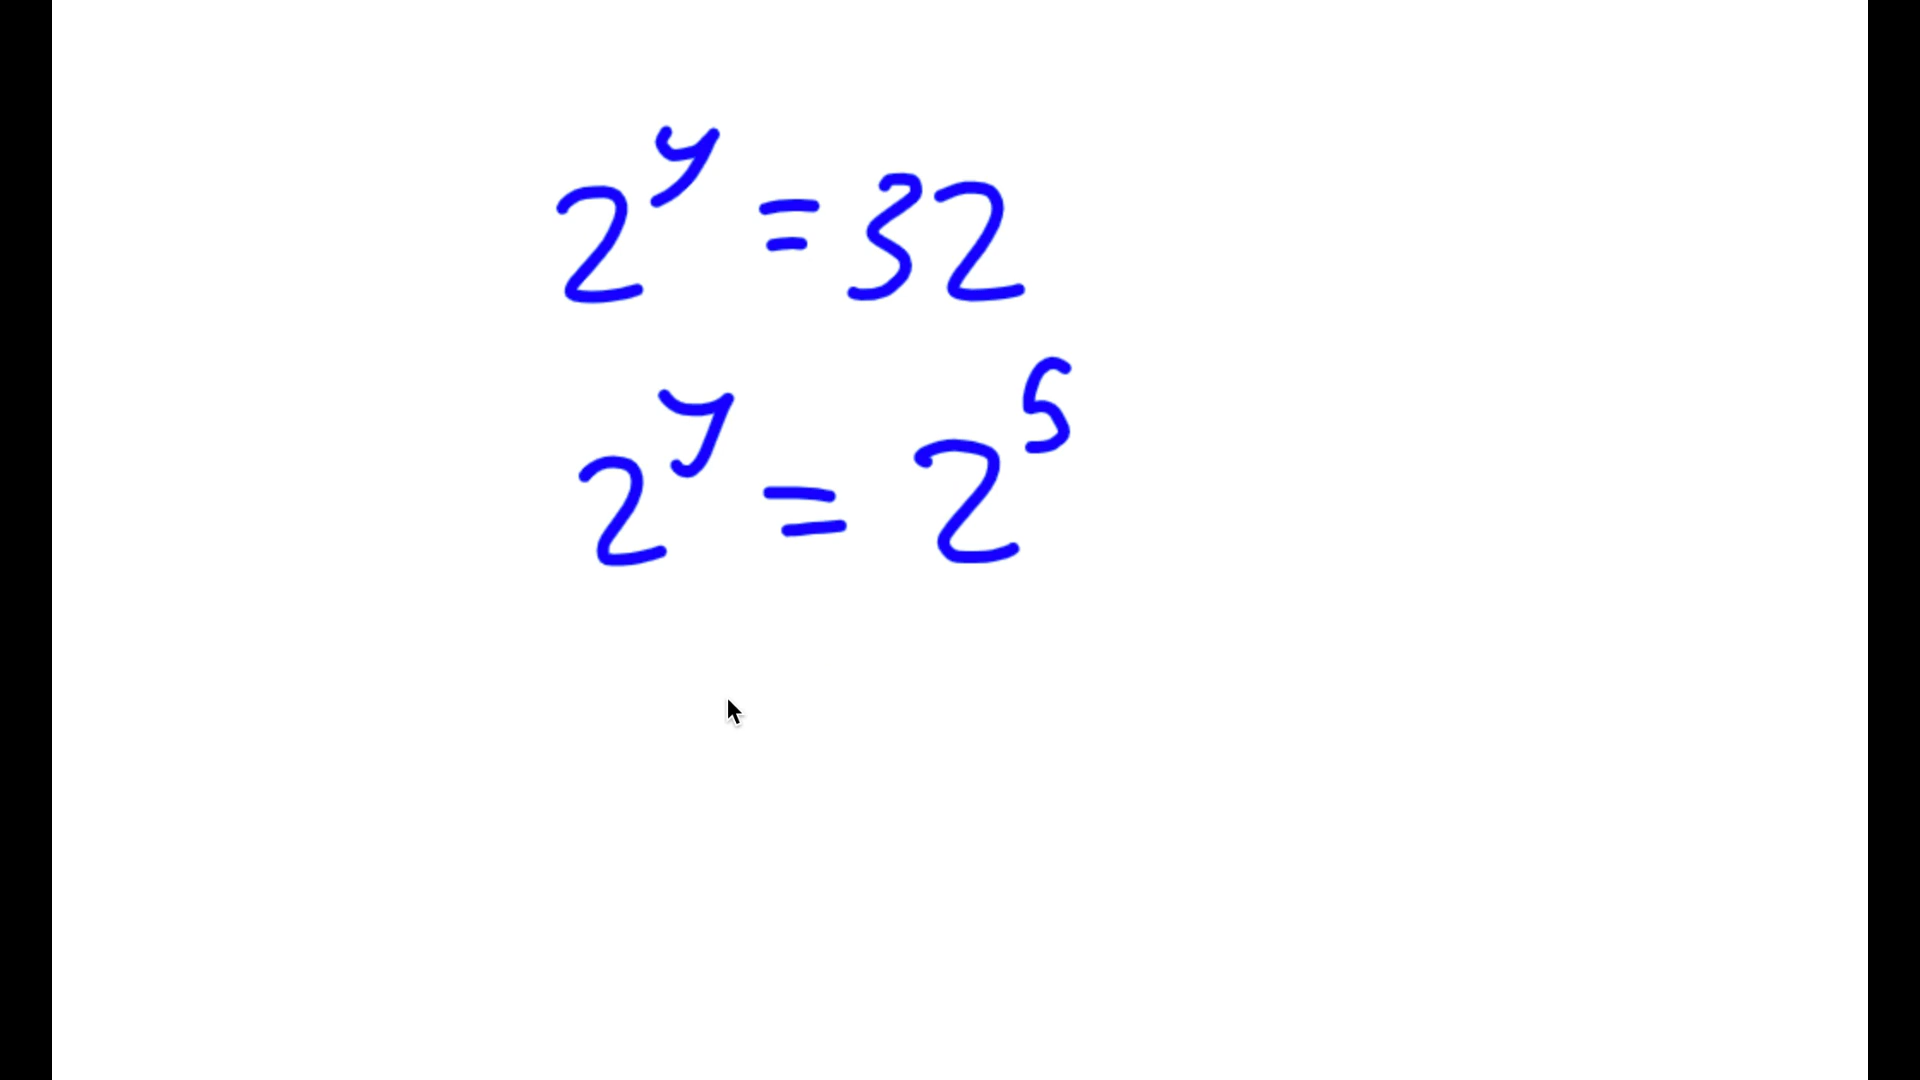 2^y = 32
2^y = 2^5